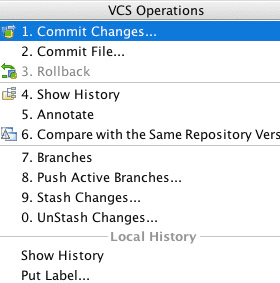 VCS Operations
1. Commit Changes...
2. Commit File...
3. Rollback
4. Show History
5. Annotate
6. Compare with the Same Repository Vers
7. Branches
8. Push Active Branches...
9. Stash Changes...
0. UnStash Changes...
Local History
Show History
Put Label...